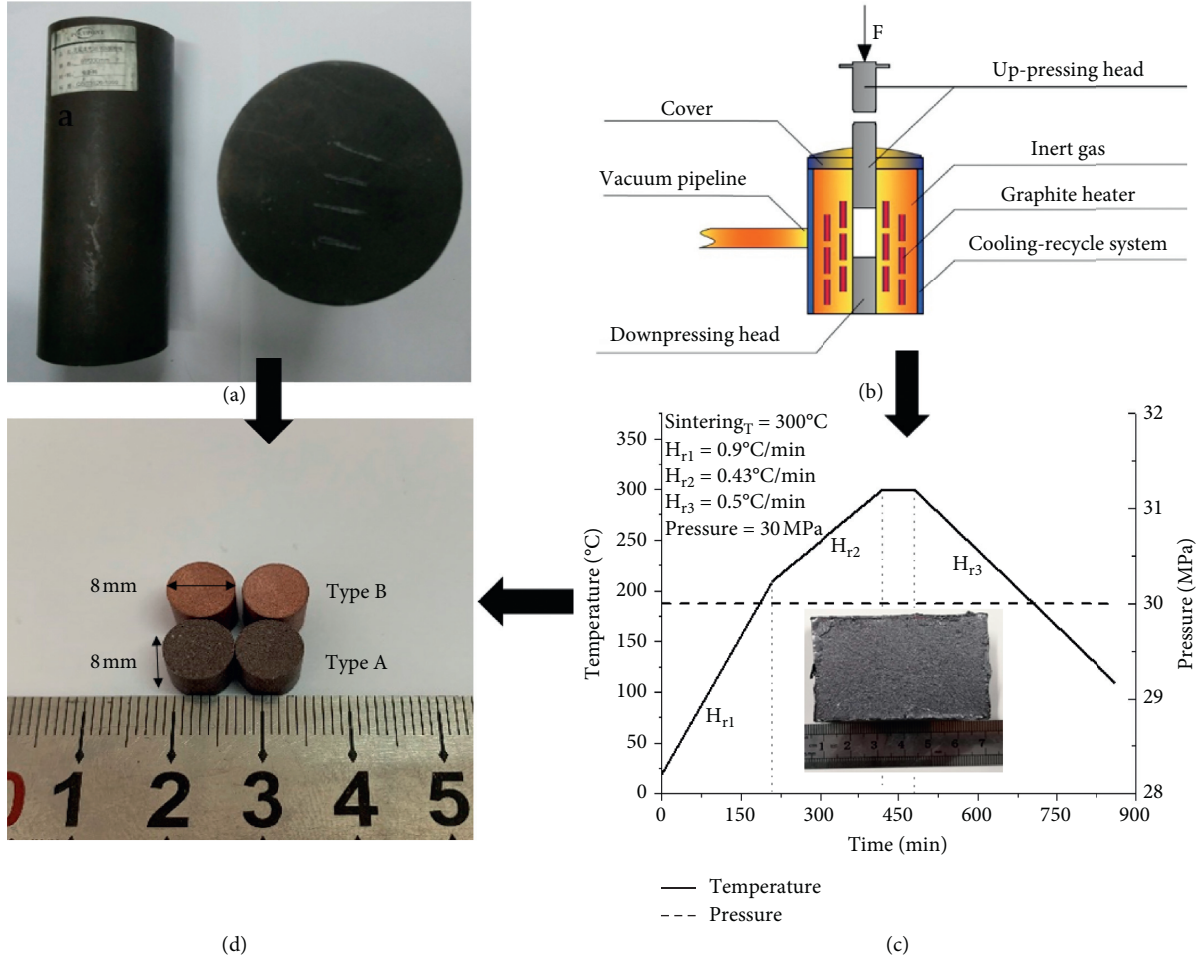 a
(a)
F
Up-pressing head
Cover
Inert gas
Vacuum pipeline
Graphite heater
Cooling-recycle system
Downpressing head
(b)
8 mm
Type B
8 mm
Type A
0 1 2 3 4 5
(d)
Sintering_T = 300°C
H_r1 = 0.9°C/min
H_r2 = 0.43°C/min
H_r3 = 0.5°C/min
Pressure = 30 MPa
350
300
250
200
150
100
50
0
Temperature (°C)
H_r1
H_r2
H_r3
32
31
30
29
28
Pressure (MPa)
1 2 3 4 5 6 7
0 150 300 450 600 750 900
Time (min)
Temperature
Pressure
(c)